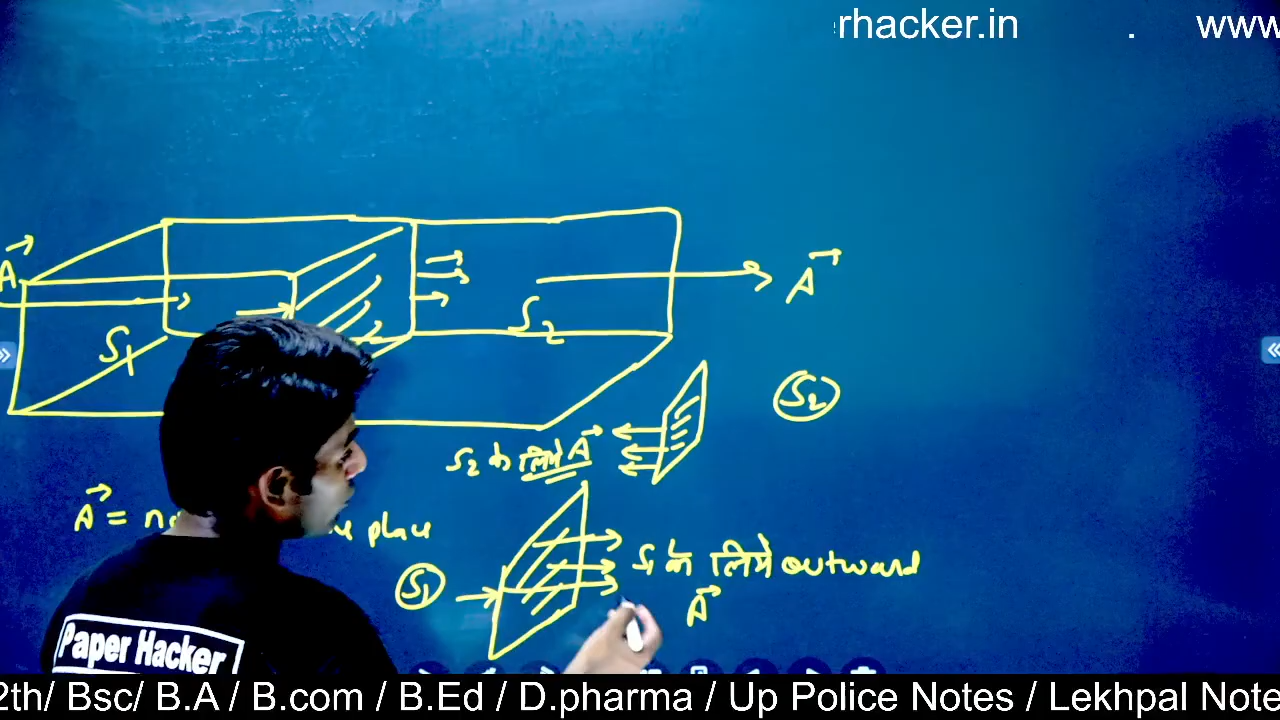 rhacker.in . www
A
A
S1
S2
S2
S2 के लिये A
A = n
place
S1
S1 के लिये outward
A
Paper Hacker
2th/ Bsc/ B.A / B.com / B.Ed / D.pharma / Up Police Notes / Lekhpal Note